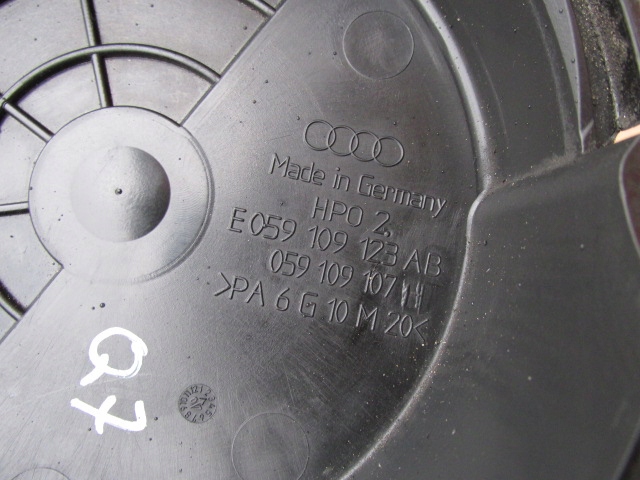 Made in Germany
HPO 2.
E 059 109 123 AB
059 109 107
>PA 6 G 10 M 20<
Q7